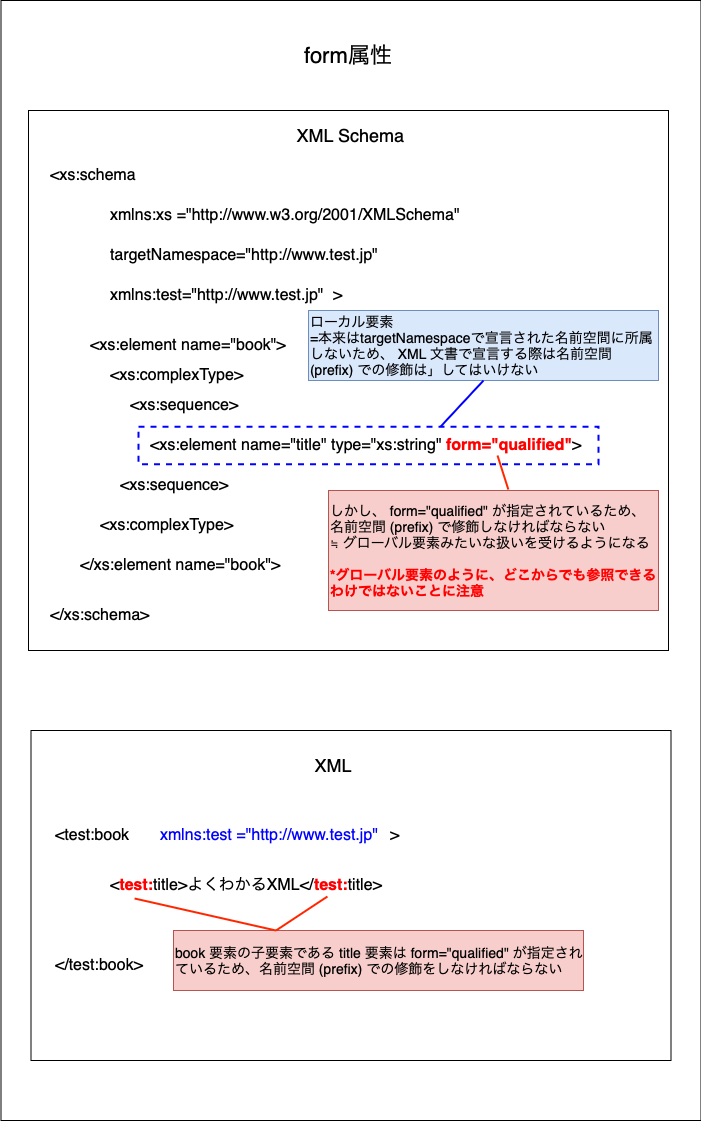 form属性
XML Schema
<xs:schema
xmlns:xs ="http://www.w3.org/2001/XMLSchema"
targetNamespace="http://www.test.jp"
xmlns:test="http://www.test.jp"  >
ローカル要素
=本来はtargetNamespaceで宣言された名前空間に所属
しないため、 XML 文書で宣言する際は名前空間
(prefix) での修飾は」してはいけない
<xs:element name="book">
<xs:complexType>
<xs:sequence>
<xs:element name="title" type="xs:string" form="qualified">
<xs:sequence>
<xs:complexType>
</xs:element name="book">
</xs:schema>
しかし、 form="qualified" が指定されているため、
名前空間 (prefix) で修飾しなければならない
≒ グローバル要素みたいな扱いを受けるようになる
*グローバル要素のように、どこからでも参照できる
わけではないことに注意
XML
<test:book xmlns:test ="http://www.test.jp" >
<test:title>よくわかるXML</test:title>
</test:book>
book 要素の子要素である title 要素は form="qualified" が指定され
ているため、名前空間 (prefix) での修飾をしなければならない